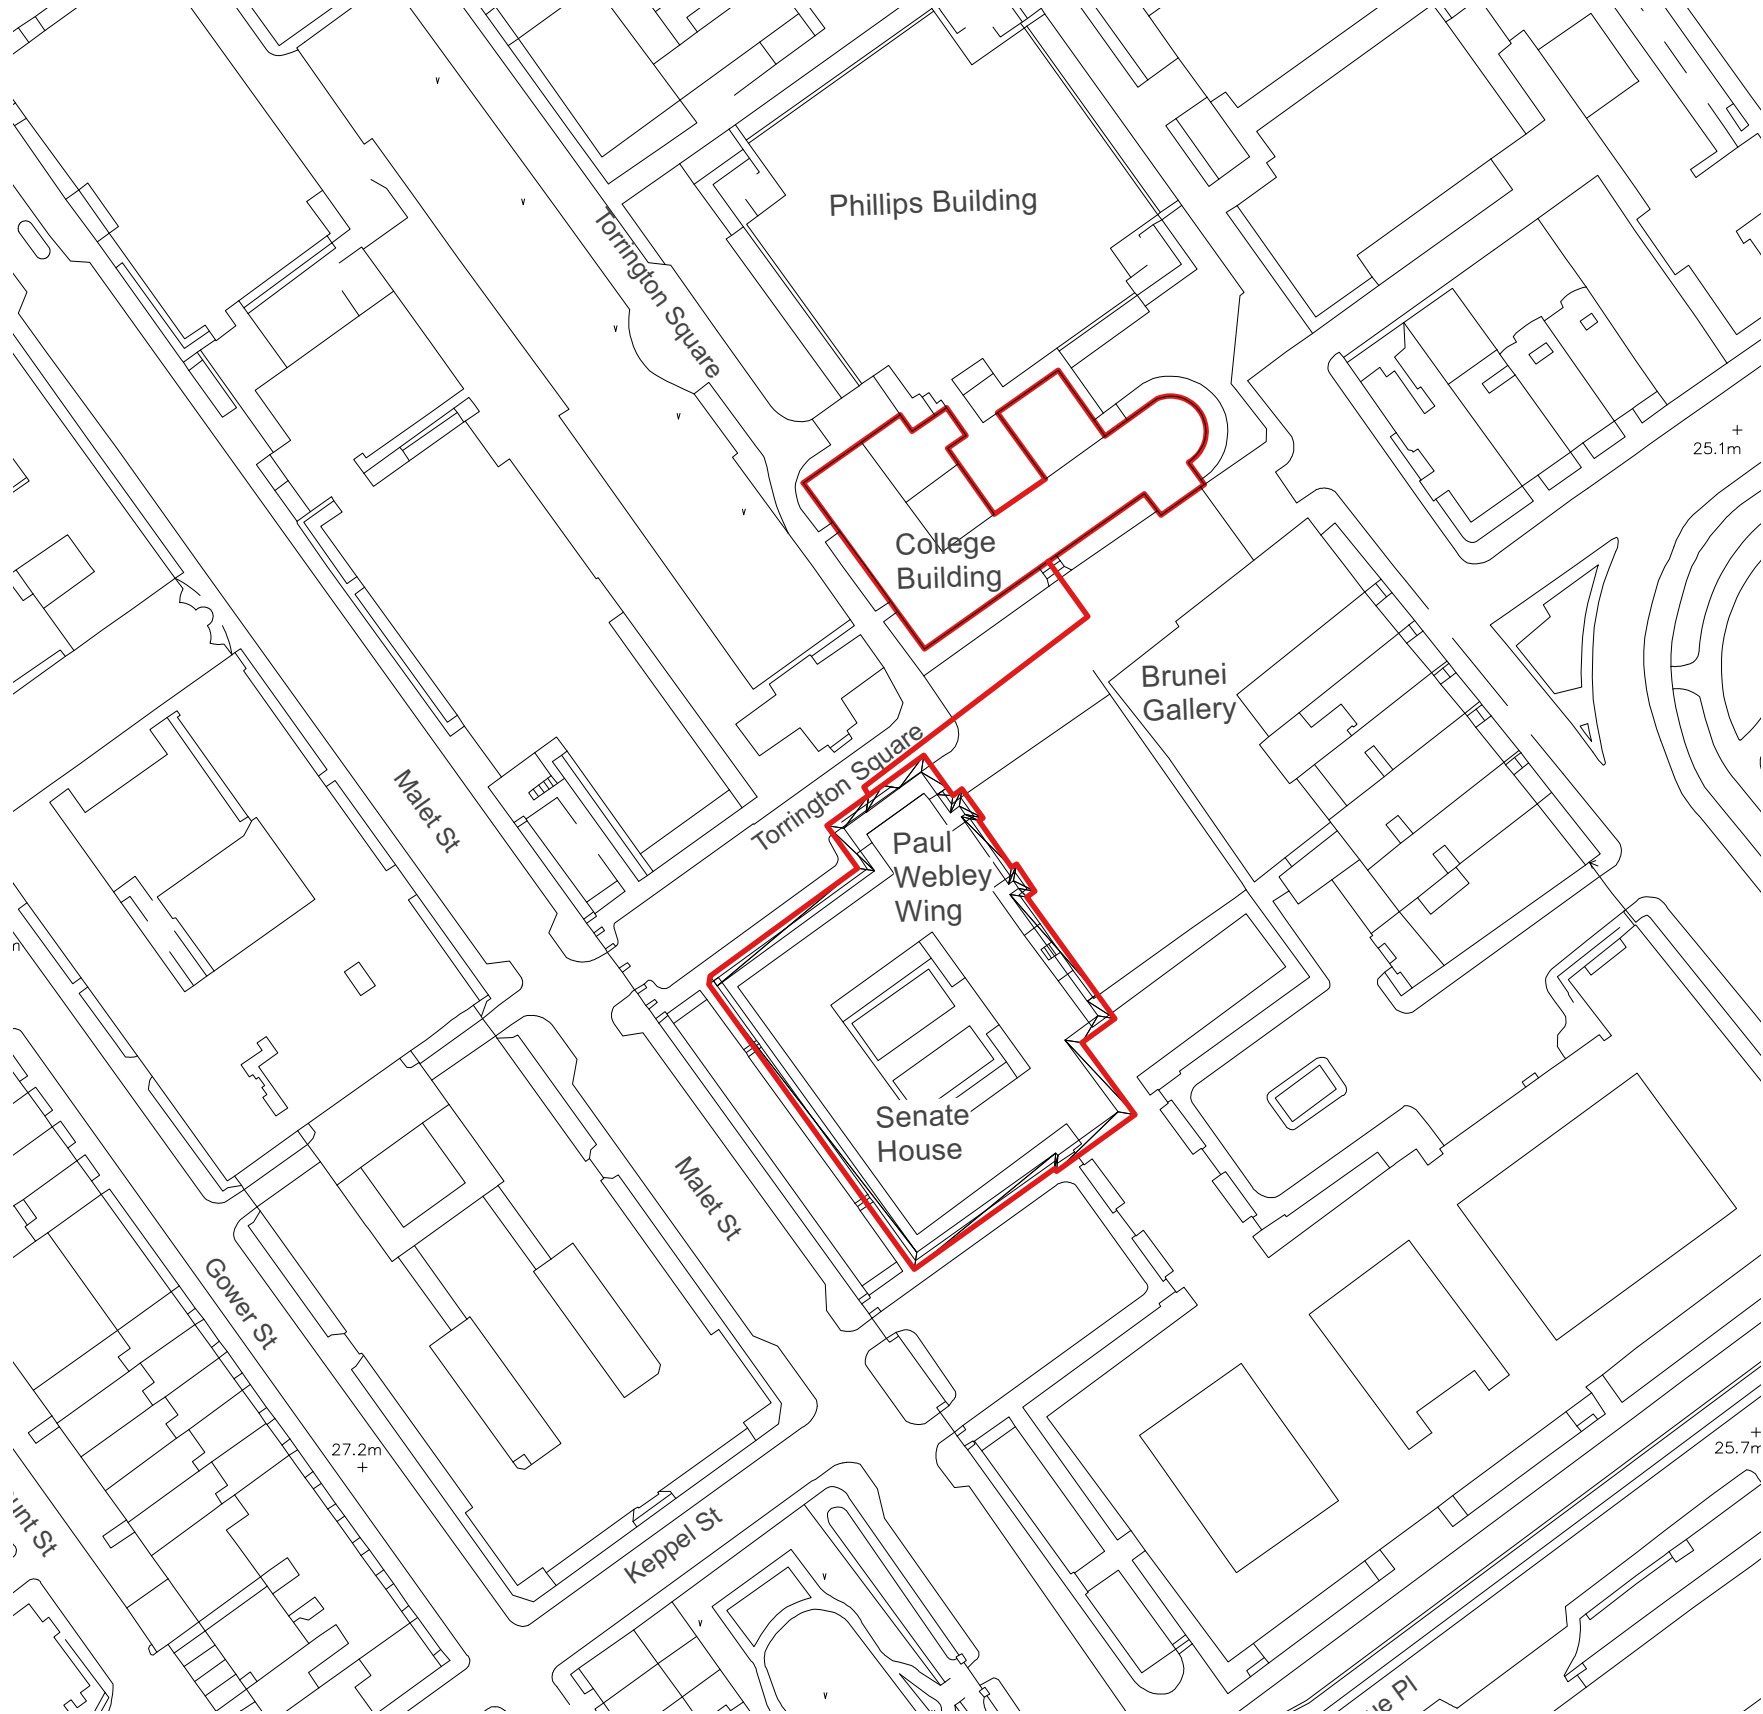 Phillips Building
Torrington Square
25.1m
College
Building
Brunei
Gallery
Torrington Square
Malet St
Paul
Webley
Wing
Senate
House
Malet St
Gower St
27.2m
25.7m
Keppel St